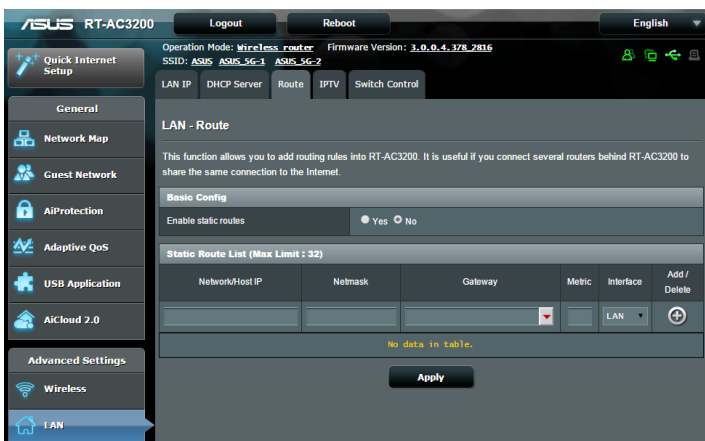 ASUS RT-AC3200 Logout Reboot English
Operation Mode: Wireless router Firmware Version: 3.0.0.4.378_2816
SSID: ASUS ASUS_5G-1 ASUS_5G-2
Quick Internet
Setup
LAN IP DHCP Server Route IPTV Switch Control
General
Network Map
Guest Network
AiProtection
Adaptive QoS
USB Application
AiCloud 2.0
Advanced Settings
Wireless
LAN
LAN - Route
This function allows you to add routing rules into RT-AC3200. It is useful if you connect several routers behind RT-AC3200 to
share the same connection to the Internet.
Basic Config
Enable static routes Yes No
Static Route List (Max Limit : 32)
Network/Host IP Netmask Gateway Metric Interface Add /
Delete
LAN
No data in table.
Apply